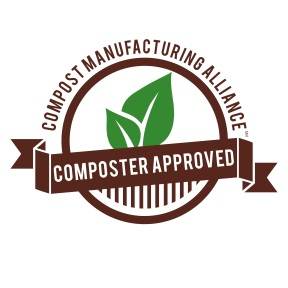 COMPOST MANUFACTURING ALLIANCE
COMPOSTER APPROVED